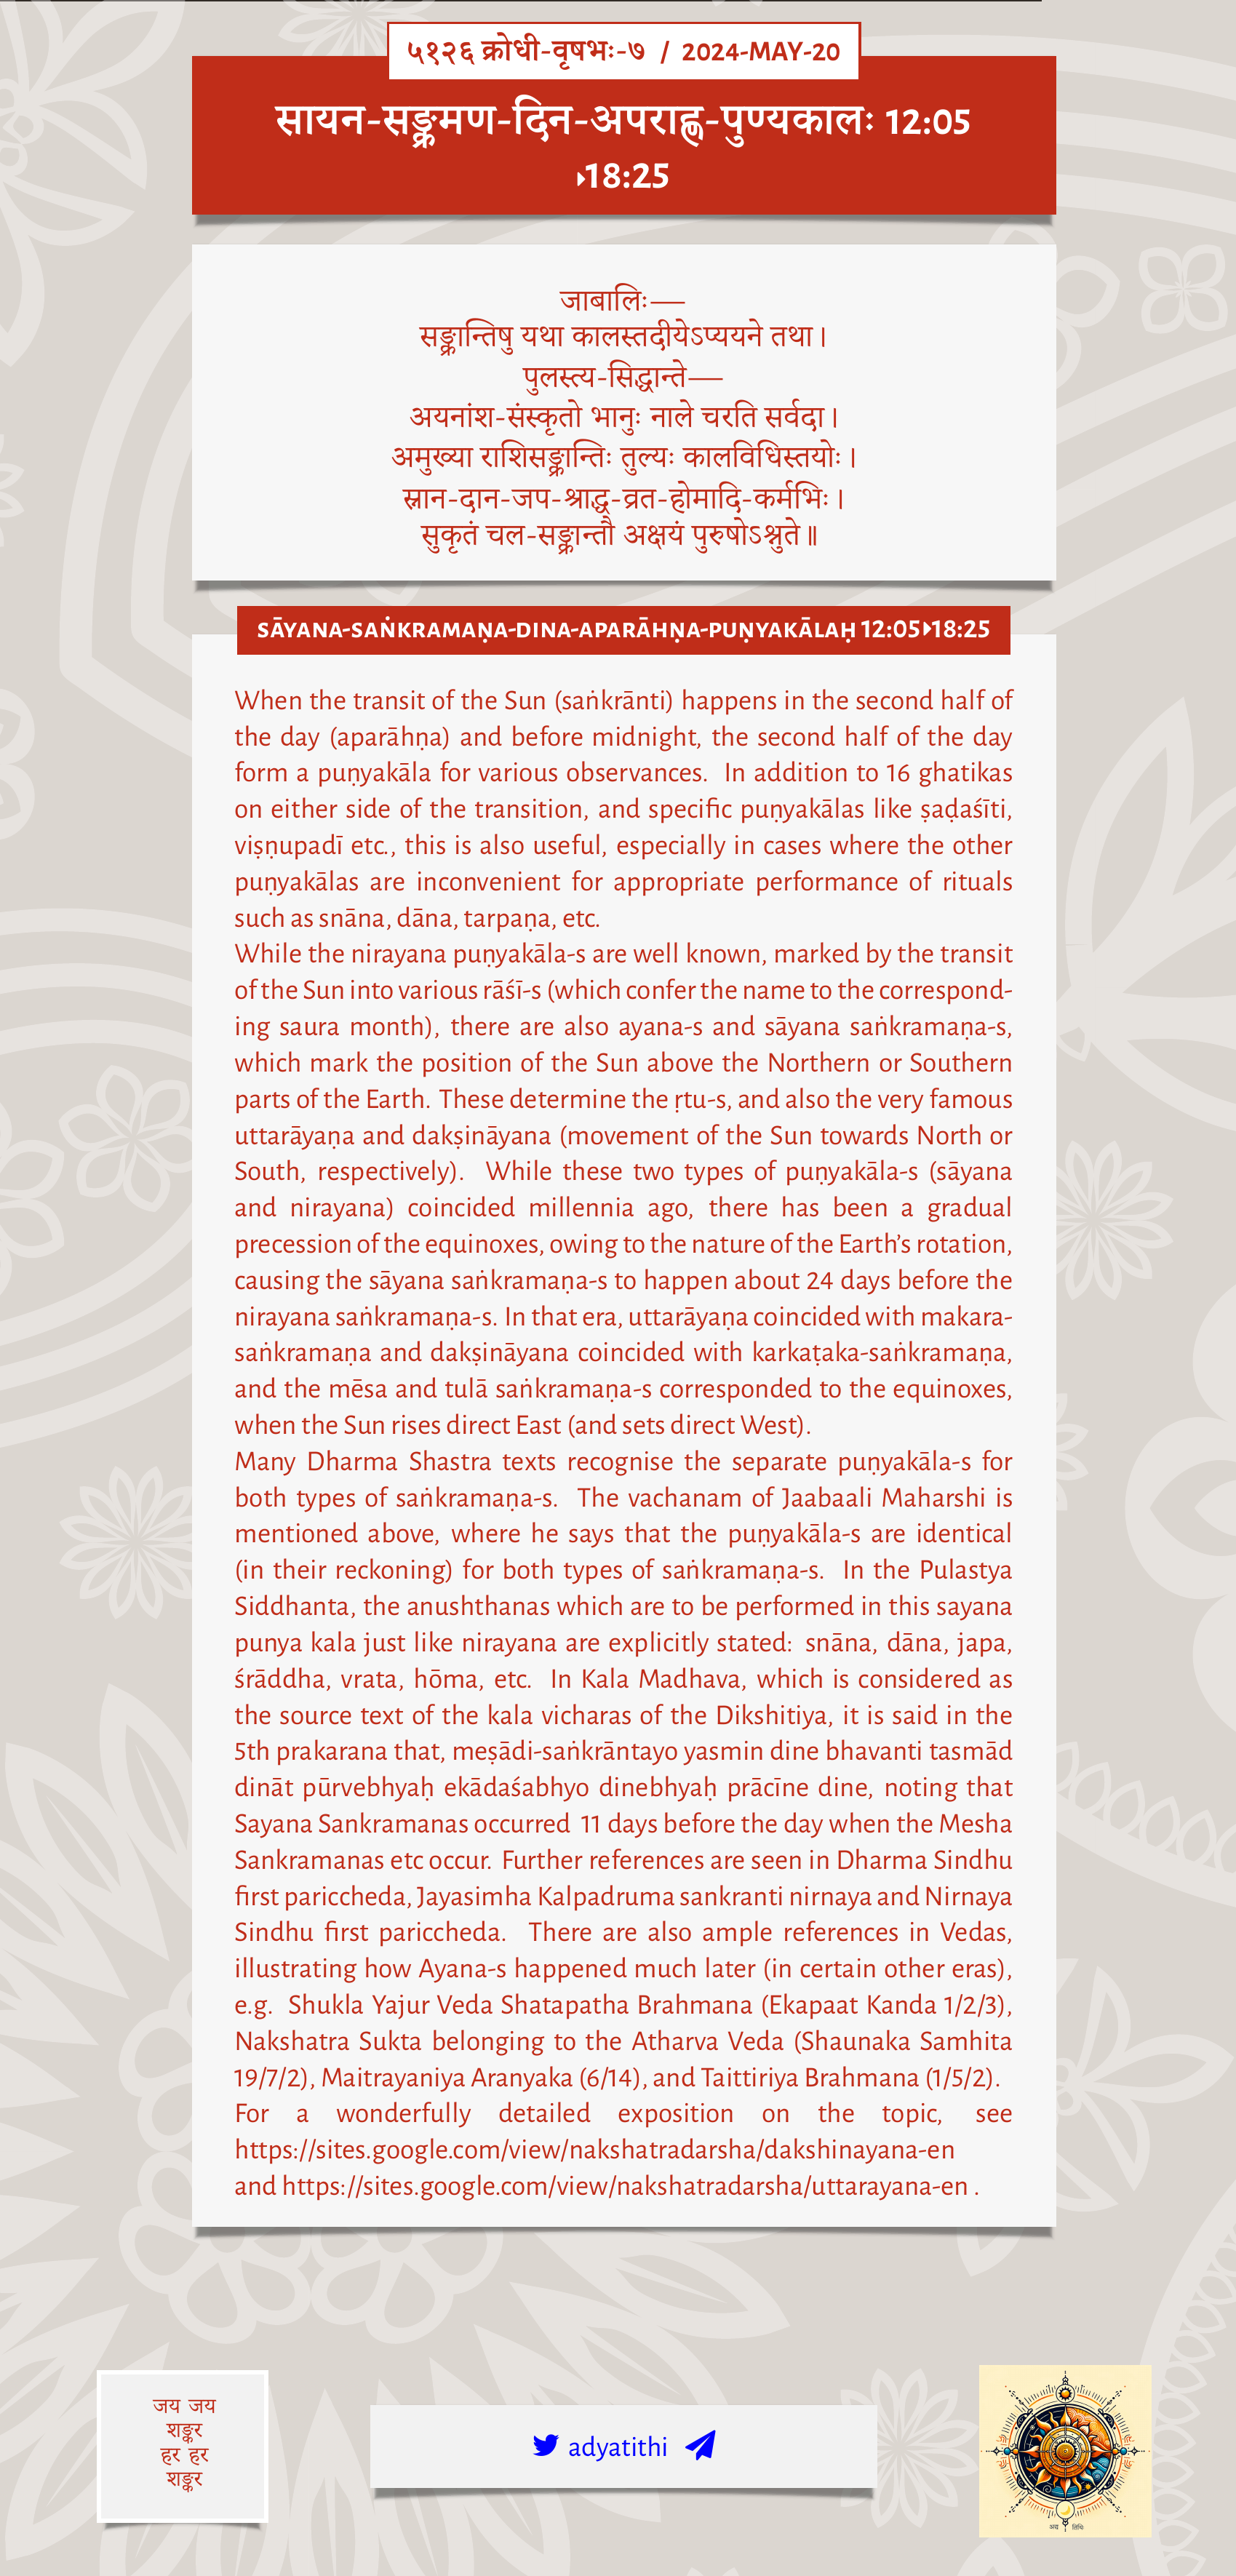 ५१२६ क्रोधी-वृषभः-७ / 2024-MAY-20
सायन-सङ्क्रमण-दिन-अपराह्ण-पुण्यकालः 12:05
▸18:25
जाबालिः—
सङ्क्रान्तिषु यथा कालस्तदीयेऽप्ययने तथा।
पुलस्त्य-सिद्धान्ते—
अयनांश-संस्कृतो भानुः नाले चरति सर्वदा।
अमुख्या राशिसङ्क्रान्तिः तुल्यः कालविधिस्तयोः।
स्नान-दान-जप-श्राद्ध-व्रत-होमादि-कर्मभिः।
सुकृतं चल-सङ्क्रान्तौ अक्षयं पुरुषोऽश्नुते॥
SĀYANA-SAṄKRAMAṆA-DINA-APARĀHṆA-PUṆYAKĀLAḤ 12:05▸18:25
When the transit of the Sun (saṅkrānti) happens in the second half of
the day (aparāhṇa) and before midnight, the second half of the day
form a puṇyakāla for various observances. In addition to 16 ghatikas
on either side of the transition, and specific puṇyakālas like ṣaḍaśīti,
viṣṇupadī etc., this is also useful, especially in cases where the other
puṇyakālas are inconvenient for appropriate performance of rituals
such as snāna, dāna, tarpaṇa, etc.
While the nirayana puṇyakāla-s are well known, marked by the transit
of the Sun into various rāśī-s (which confer the name to the correspond-
ing saura month), there are also ayana-s and sāyana saṅkramaṇa-s,
which mark the position of the Sun above the Northern or Southern
parts of the Earth. These determine the ṛtu-s, and also the very famous
uttarāyaṇa and dakṣināyana (movement of the Sun towards North or
South, respectively). While these two types of puṇyakāla-s (sāyana
and nirayana) coincided millennia ago, there has been a gradual
precession of the equinoxes, owing to the nature of the Earth’s rotation,
causing the sāyana saṅkramaṇa-s to happen about 24 days before the
nirayana saṅkramaṇa-s. In that era, uttarāyaṇa coincided with makara-
saṅkramaṇa and dakṣināyana coincided with karkaṭaka-saṅkramaṇa,
and the mēsa and tulā saṅkramaṇa-s corresponded to the equinoxes,
when the Sun rises direct East (and sets direct West).
Many Dharma Shastra texts recognise the separate puṇyakāla-s for
both types of saṅkramaṇa-s. The vachanam of Jaabaali Maharshi is
mentioned above, where he says that the puṇyakāla-s are identical
(in their reckoning) for both types of saṅkramaṇa-s. In the Pulastya
Siddhanta, the anushthanas which are to be performed in this sayana
punya kala just like nirayana are explicitly stated: snāna, dāna, japa,
śrāddha, vrata, hōma, etc. In Kala Madhava, which is considered as
the source text of the kala vicharas of the Dikshitiya, it is said in the
5th prakarana that, meṣādi-saṅkrāntayo yasmin dine bhavanti tasmād
dināt pūrvebhyaḥ ekādaśabhyo dinebhyaḥ prācīne dine, noting that
Sayana Sankramanas occurred 11 days before the day when the Mesha
Sankramanas etc occur. Further references are seen in Dharma Sindhu
first pariccheda, Jayasimha Kalpadruma sankranti nirnaya and Nirnaya
Sindhu first pariccheda. There are also ample references in Vedas,
illustrating how Ayana-s happened much later (in certain other eras),
e.g. Shukla Yajur Veda Shatapatha Brahmana (Ekapaat Kanda 1/2/3),
Nakshatra Sukta belonging to the Atharva Veda (Shaunaka Samhita
19/7/2), Maitrayaniya Aranyaka (6/14), and Taittiriya Brahmana (1/5/2).
For a wonderfully detailed exposition on the topic, see
https://sites.google.com/view/nakshatradarsha/dakshinayana-en
and https://sites.google.com/view/nakshatradarsha/uttarayana-en .
जय जय
शङ्कर
हर हर
शङ्कर
adyatithi
अद्य तिथिः